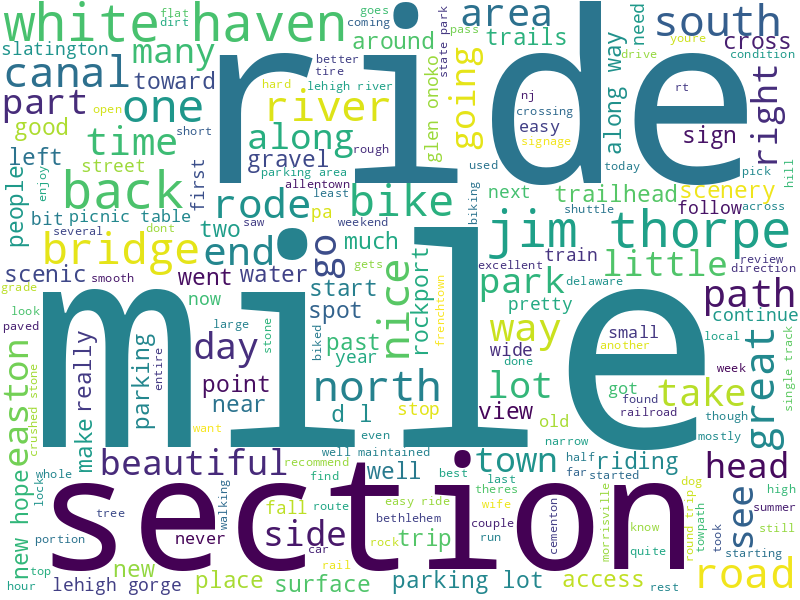 white haven
ride
area
south
canal
slatington
flat
dirt
goes
coming
around
better
tire
state park
pass
youre
need
cross
many
toward
trails
drive
condition
part
one
river
lehigh river
going
hard
open
nj
crossing
easy
signage
along way
rt
sign
right
good
time
short
along
rough
glen onoko
left
street
gravel
parking area
allentown
least
used
today
pick
hill
people
enjoy
first
back
rode
bike
biking
next
trailhead
scenery
shuttle
follow
across
bit
picnic table
saw
weekend
pa
several
dont
two
jim thorpe
bridge
end
go
much
nice
rockport
excellent
train
delaware
little
review
direction
scenic
smooth
went
water
gets
start
park
path
grade
now
spot
pretty
continue
look
paved
mile
large
stone
biked
past
year
frenchtown
way
wide
done
small
another
local
week
single track
easton
crushed stone
make
really
parking
entire
day
point
near
north
d l
stop
lot
view
got
old
found
railroad
take
great
though
mostly
want
even
narrow
beautiful
recommend
find
well maintained
well
best
town
last
theres
half
far
riding
started
head
whole
lock
new hope
section
portion
tree
never
walking
side
fall
route
car
rail
rock
easy ride
bethlehem
trip
wife
couple
run
cementon
morrisville
know
quite
dog
round trip
towpath
took
see
high
summer
still
starting
top
hour
lehigh gorge
new
place
surface
parking lot
access
rest
road